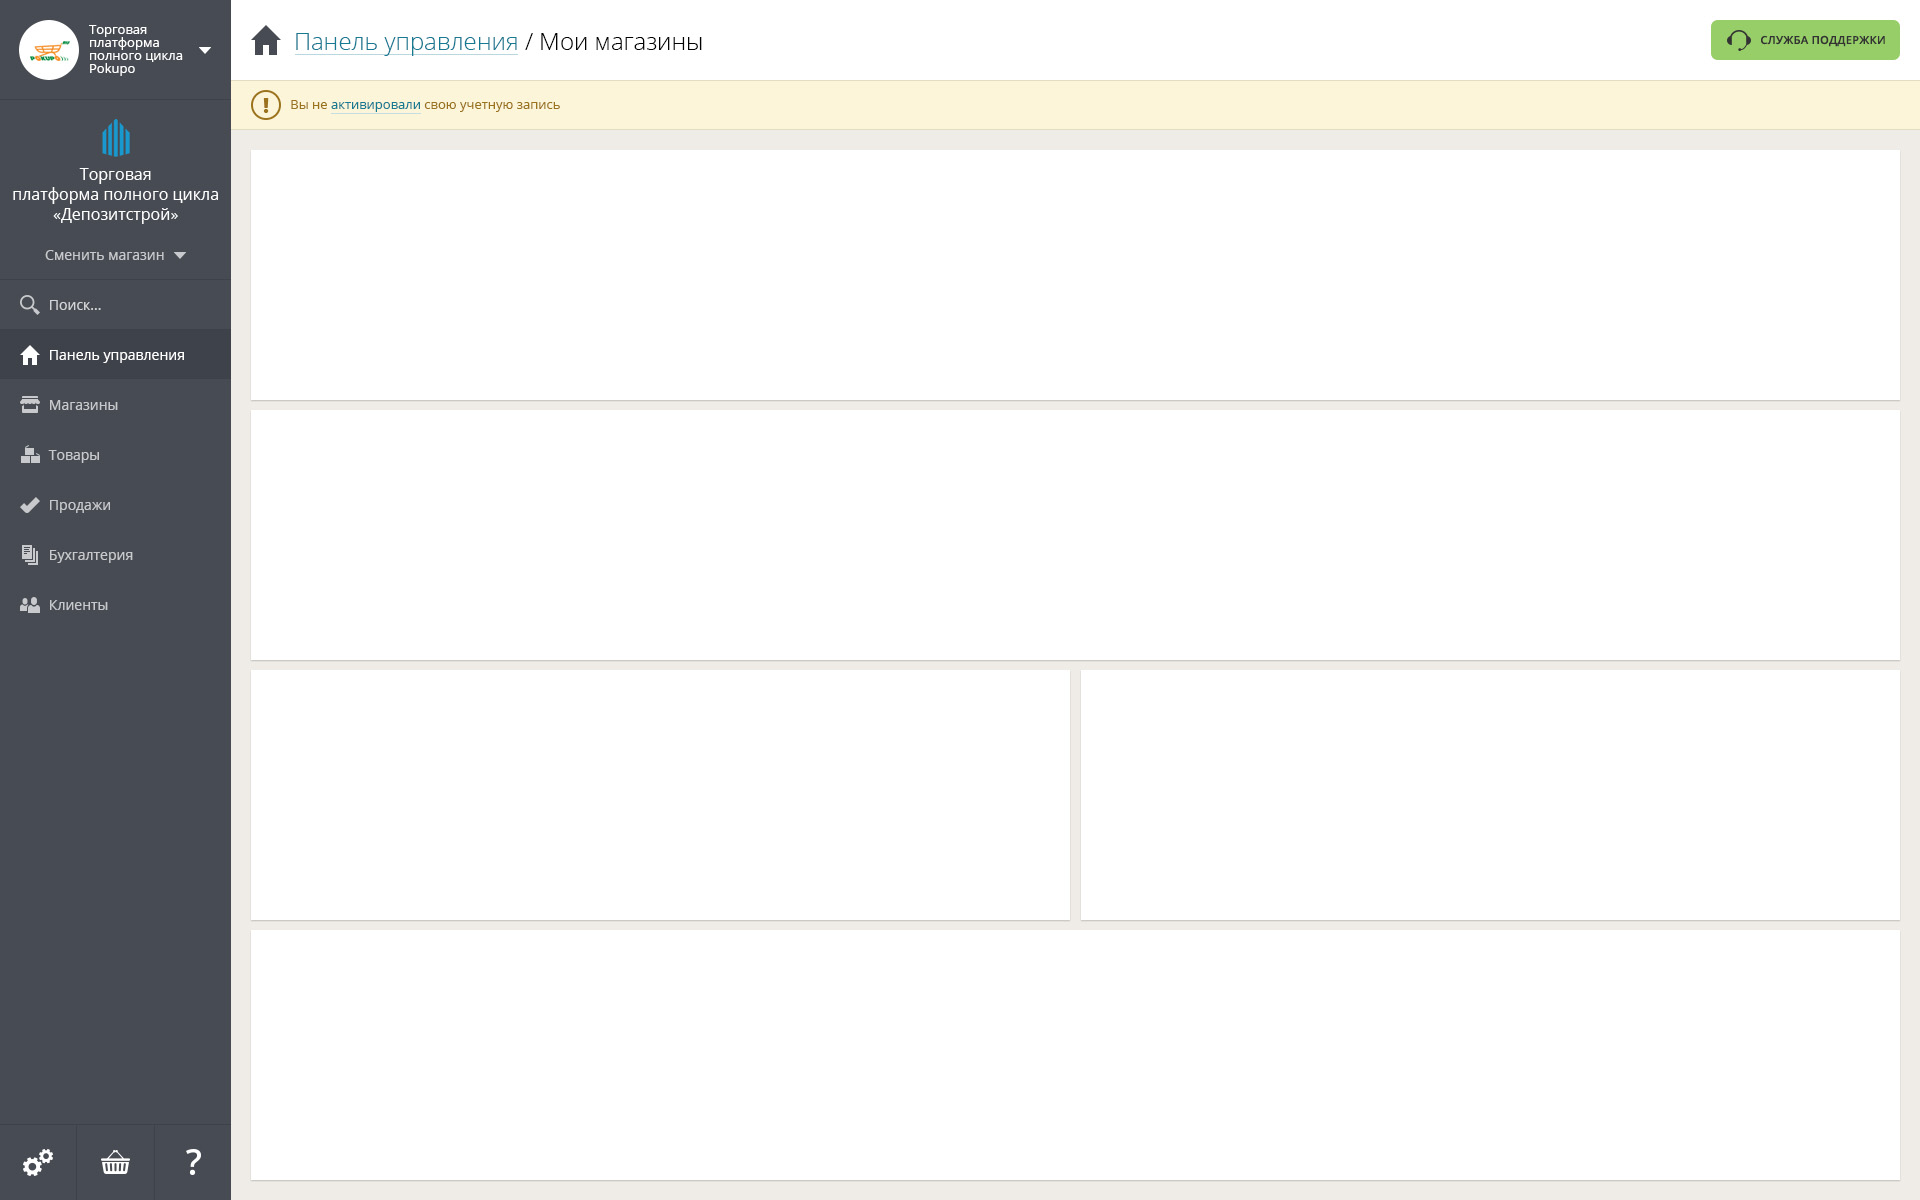 POKUPO
Торговая
платформа
полного цикла
Pokupo
Торговая
платформа полного цикла
«Депозитстрой»
Сменить магазин
Поиск...
Панель управления
Магазины
Товары
Продажи
Бухгалтерия
Клиенты
?
Панель управления / Мои магазины
СЛУЖБА ПОДДЕРЖКИ
Вы не активировали свою учетную запись